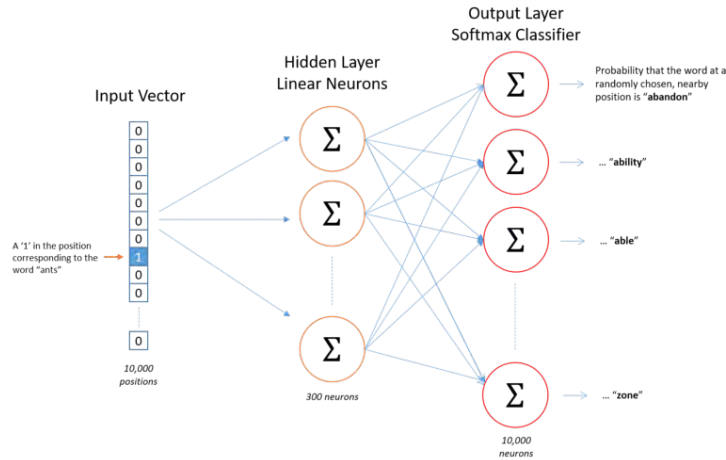 Output Layer
Softmax Classifier
Hidden Layer
Linear Neurons
Input Vector
0
0
0
0
0
0
0
1
0
0
0
A ‘1’ in the position
corresponding to the
word “ants”
10,000
positions
Σ
Σ
Σ
300 neurons
Σ
Σ
Σ
Σ
10,000
neurons
Probability that the word at a
randomly chosen, nearby
position is “abandon”
... “ability”
... “able”
... “zone”